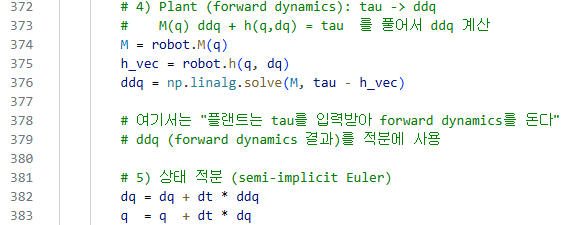 372 # 4) Plant (forward dynamics): tau -> ddq
373 #    M(q) ddq + h(q,dq) = tau  를 풀어서 ddq 계산
374 M = robot.M(q)
375 h_vec = robot.h(q, dq)
376 ddq = np.linalg.solve(M, tau - h_vec)
377
378 # 여기서는 "플랜트는 tau를 입력받아 forward dynamics를 돈다"
379 # ddq (forward dynamics 결과)를 적분에 사용
380
381 # 5) 상태 적분 (semi-implicit Euler)
382 dq = dq + dt * ddq
383 q  = q  + dt * dq